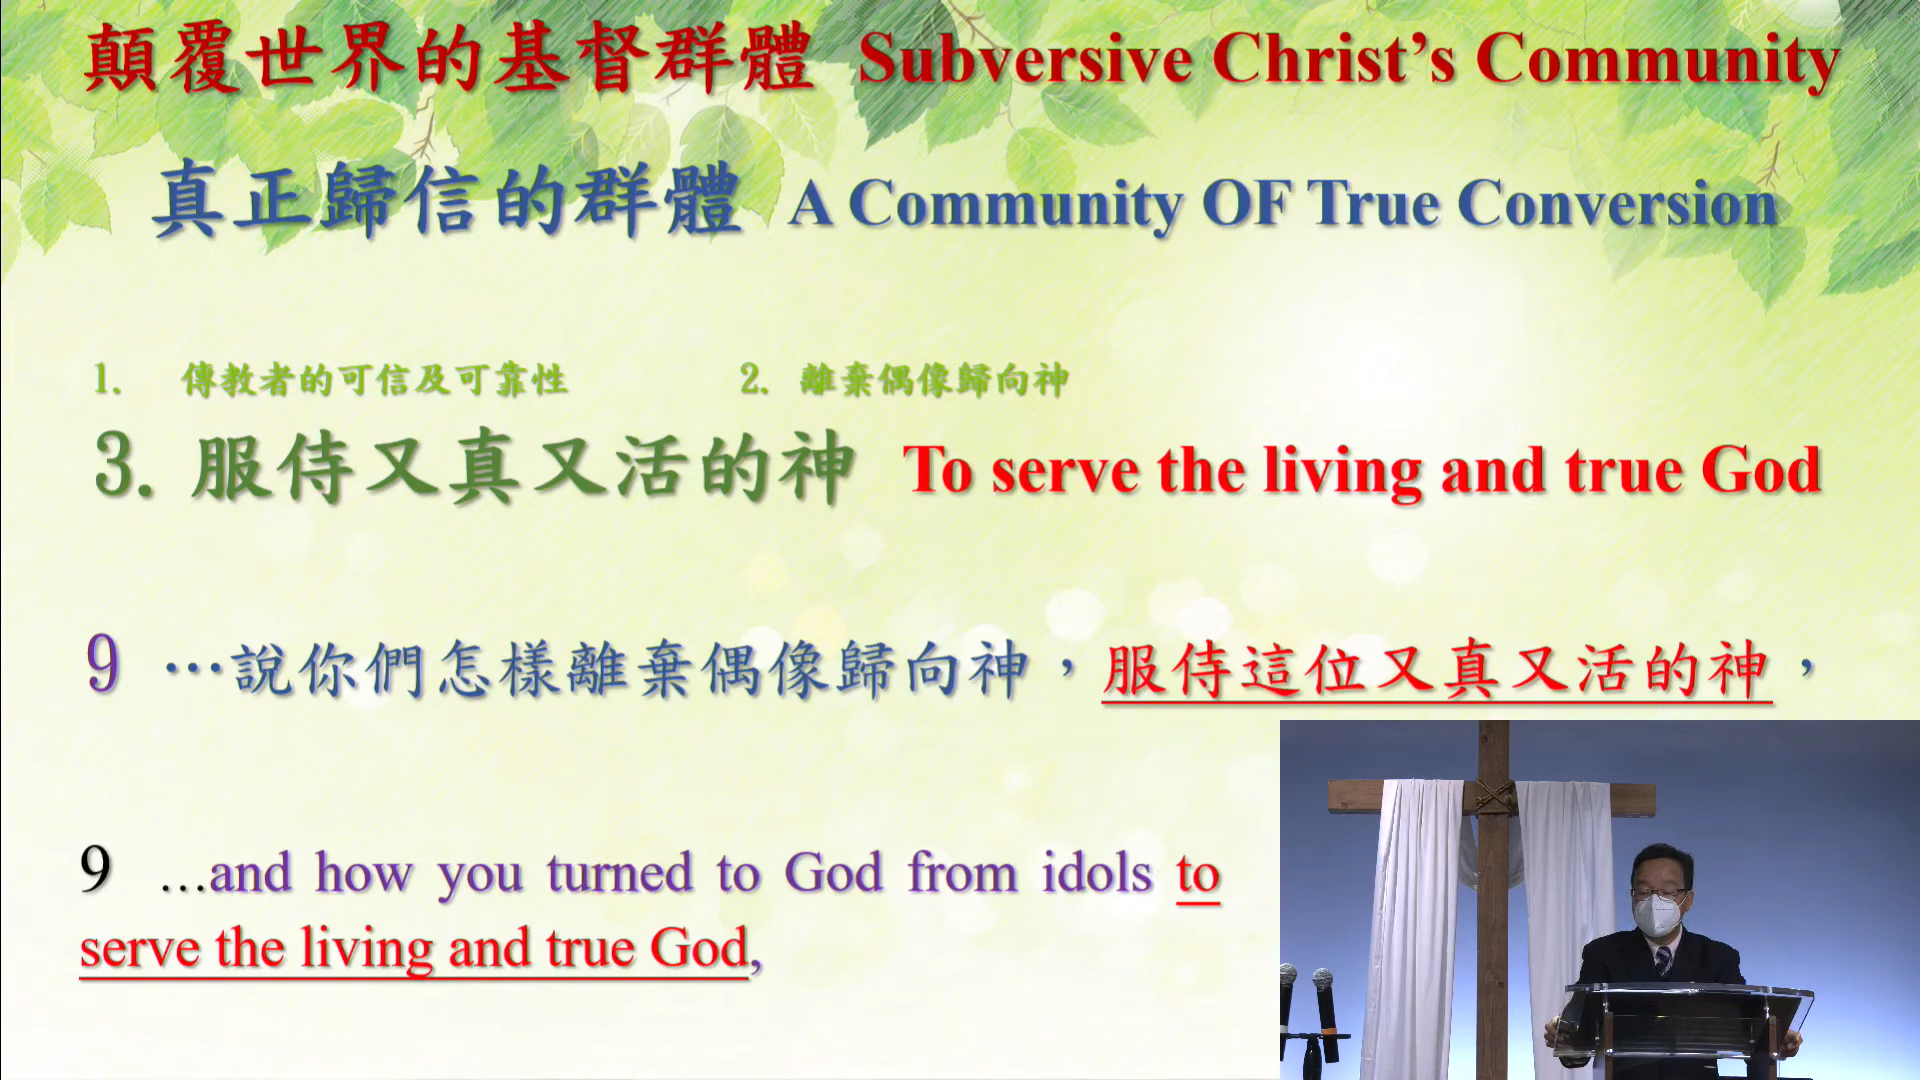 顛覆世界的基督群體 Subversive Christ's Community
真正歸信的群體 A Community OF True Conversion
1. 傳教者的可信及可靠性 2. 離棄偶像歸向神
3. 服侍又真又活的神 To serve the living and true God
9 …說你們怎樣離棄偶像歸向神，服侍這位又真又活的神，
9 …and how you turned to God from idols to
serve the living and true God,